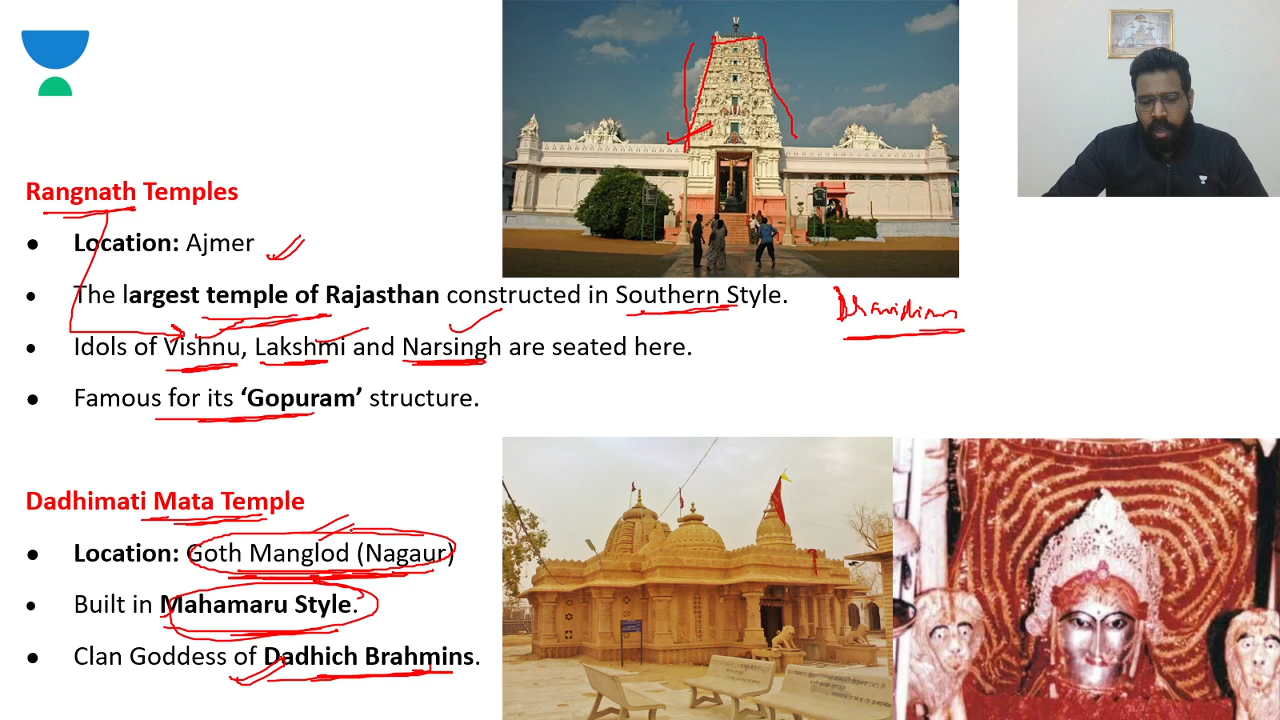 Rangnath Temples
● Location: Ajmer
● The largest temple of Rajasthan constructed in Southern Style.
● Idols of Vishnu, Lakshmi and Narsingh are seated here.
● Famous for its ‘Gopuram’ structure.
Dadhimati Mata Temple
● Location: Goth Manglod (Nagaur)
● Built in Mahamaru Style.
● Clan Goddess of Dadhich Brahmins.